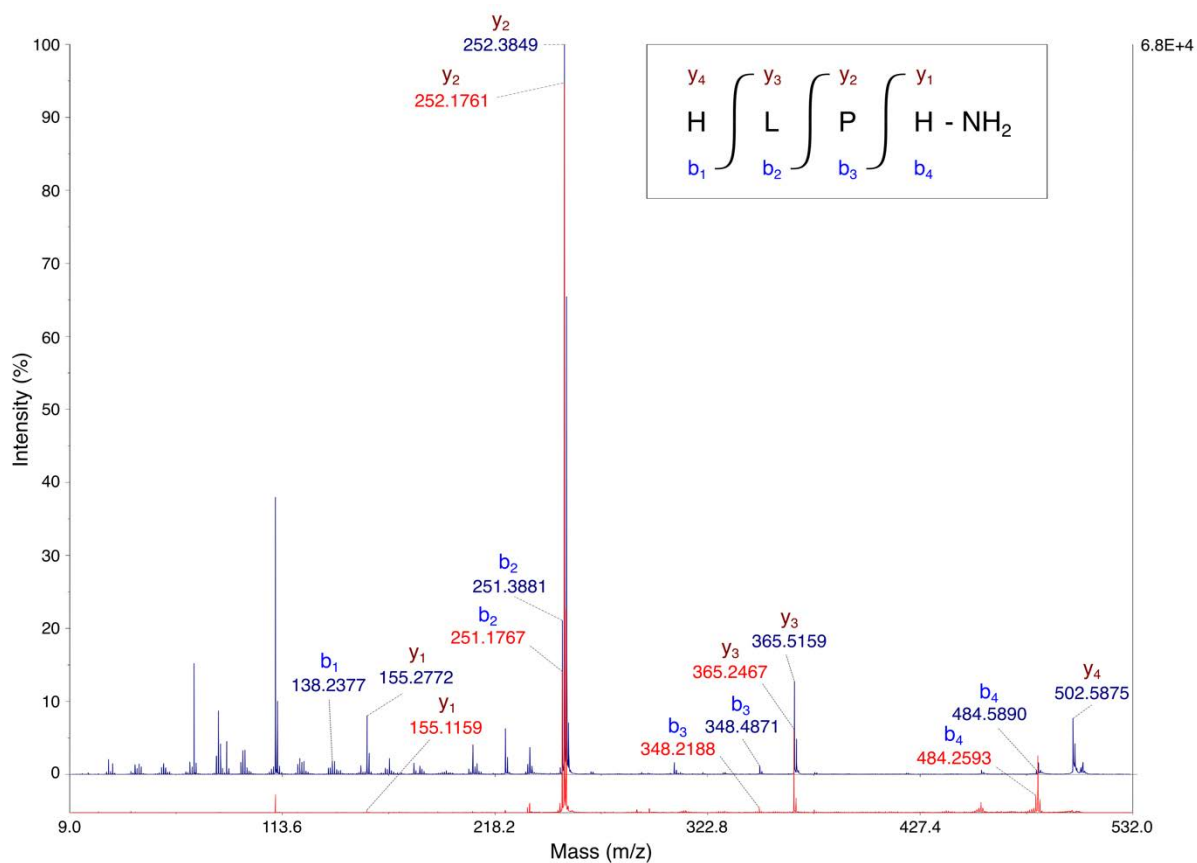 y2
252.3849
y2
252.1761
100
90
80
70
60
50
40
30
20
10
0
Intensity (%)
6.8E+4
y4 y3 y2 y1
H L P H - NH2
b1 b2 b3 b4
b2
251.3881
b2
251.1767
b1
138.2377
y1
155.2772
y1
155.1159
y3
365.5159
y3
365.2467
b3
348.4871
b3
348.2188
y4
502.5875
b4
484.5890
b4
484.2593
9.0 113.6 218.2 322.8 427.4 532.0
Mass (m/z)